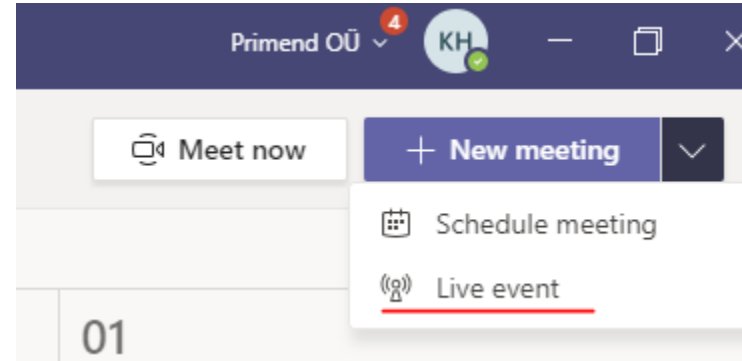 Primend OÜ 4 KH
Meet now + New meeting
Schedule meeting
Live event
01